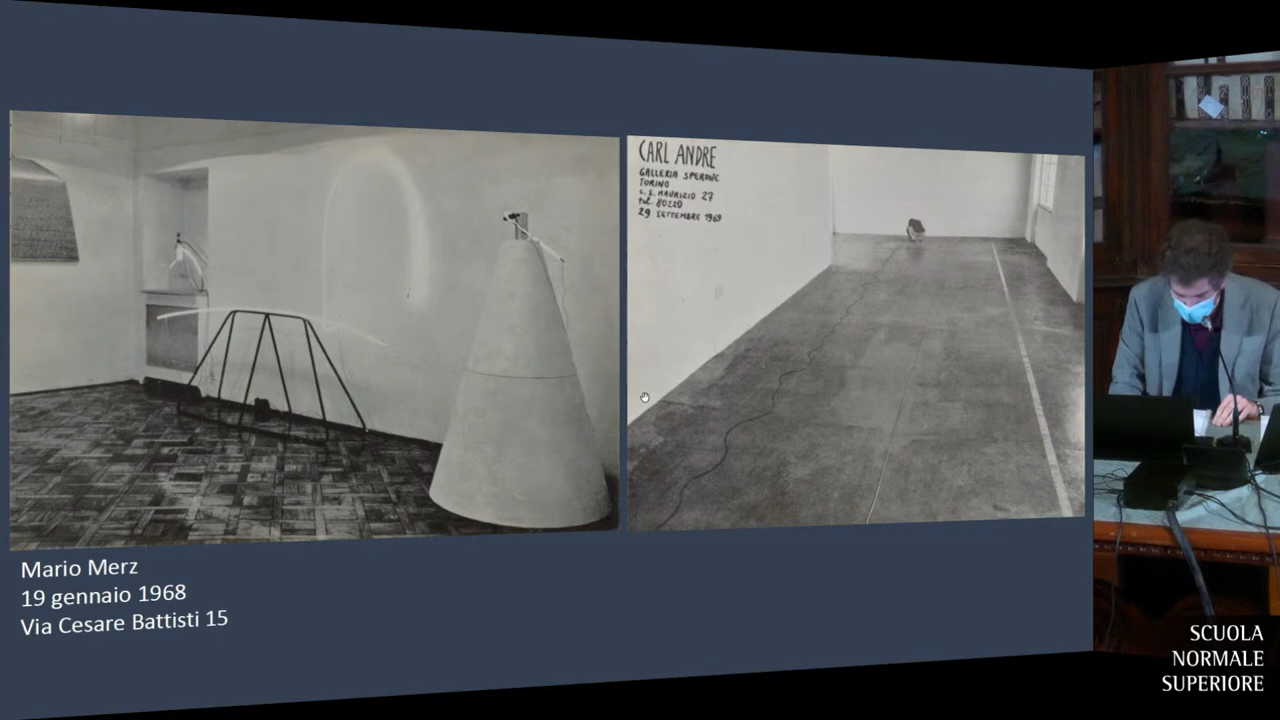 CARL ANDRE
GALLERIA SPERONE
TORINO
C. S. MAURIZIO 27
tel. 80220
29 SETTEMBRE 1969
Mario Merz
19 gennaio 1968
Via Cesare Battisti 15
SCUOLA
NORMALE
SUPERIORE